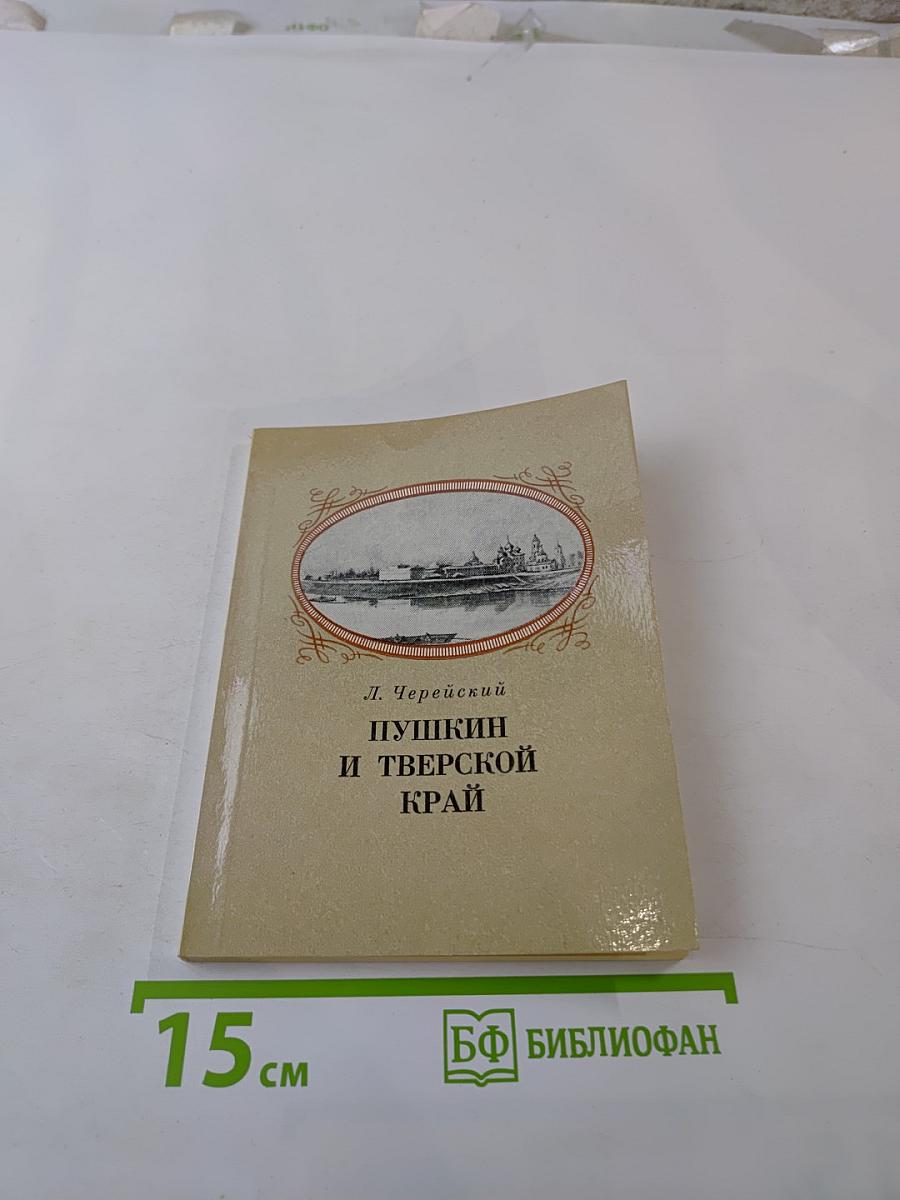 Л. Черейский
ПУШКИН
И ТВЕРСКОЙ
КРАЙ
15 см
БФ БИБЛИОФАН